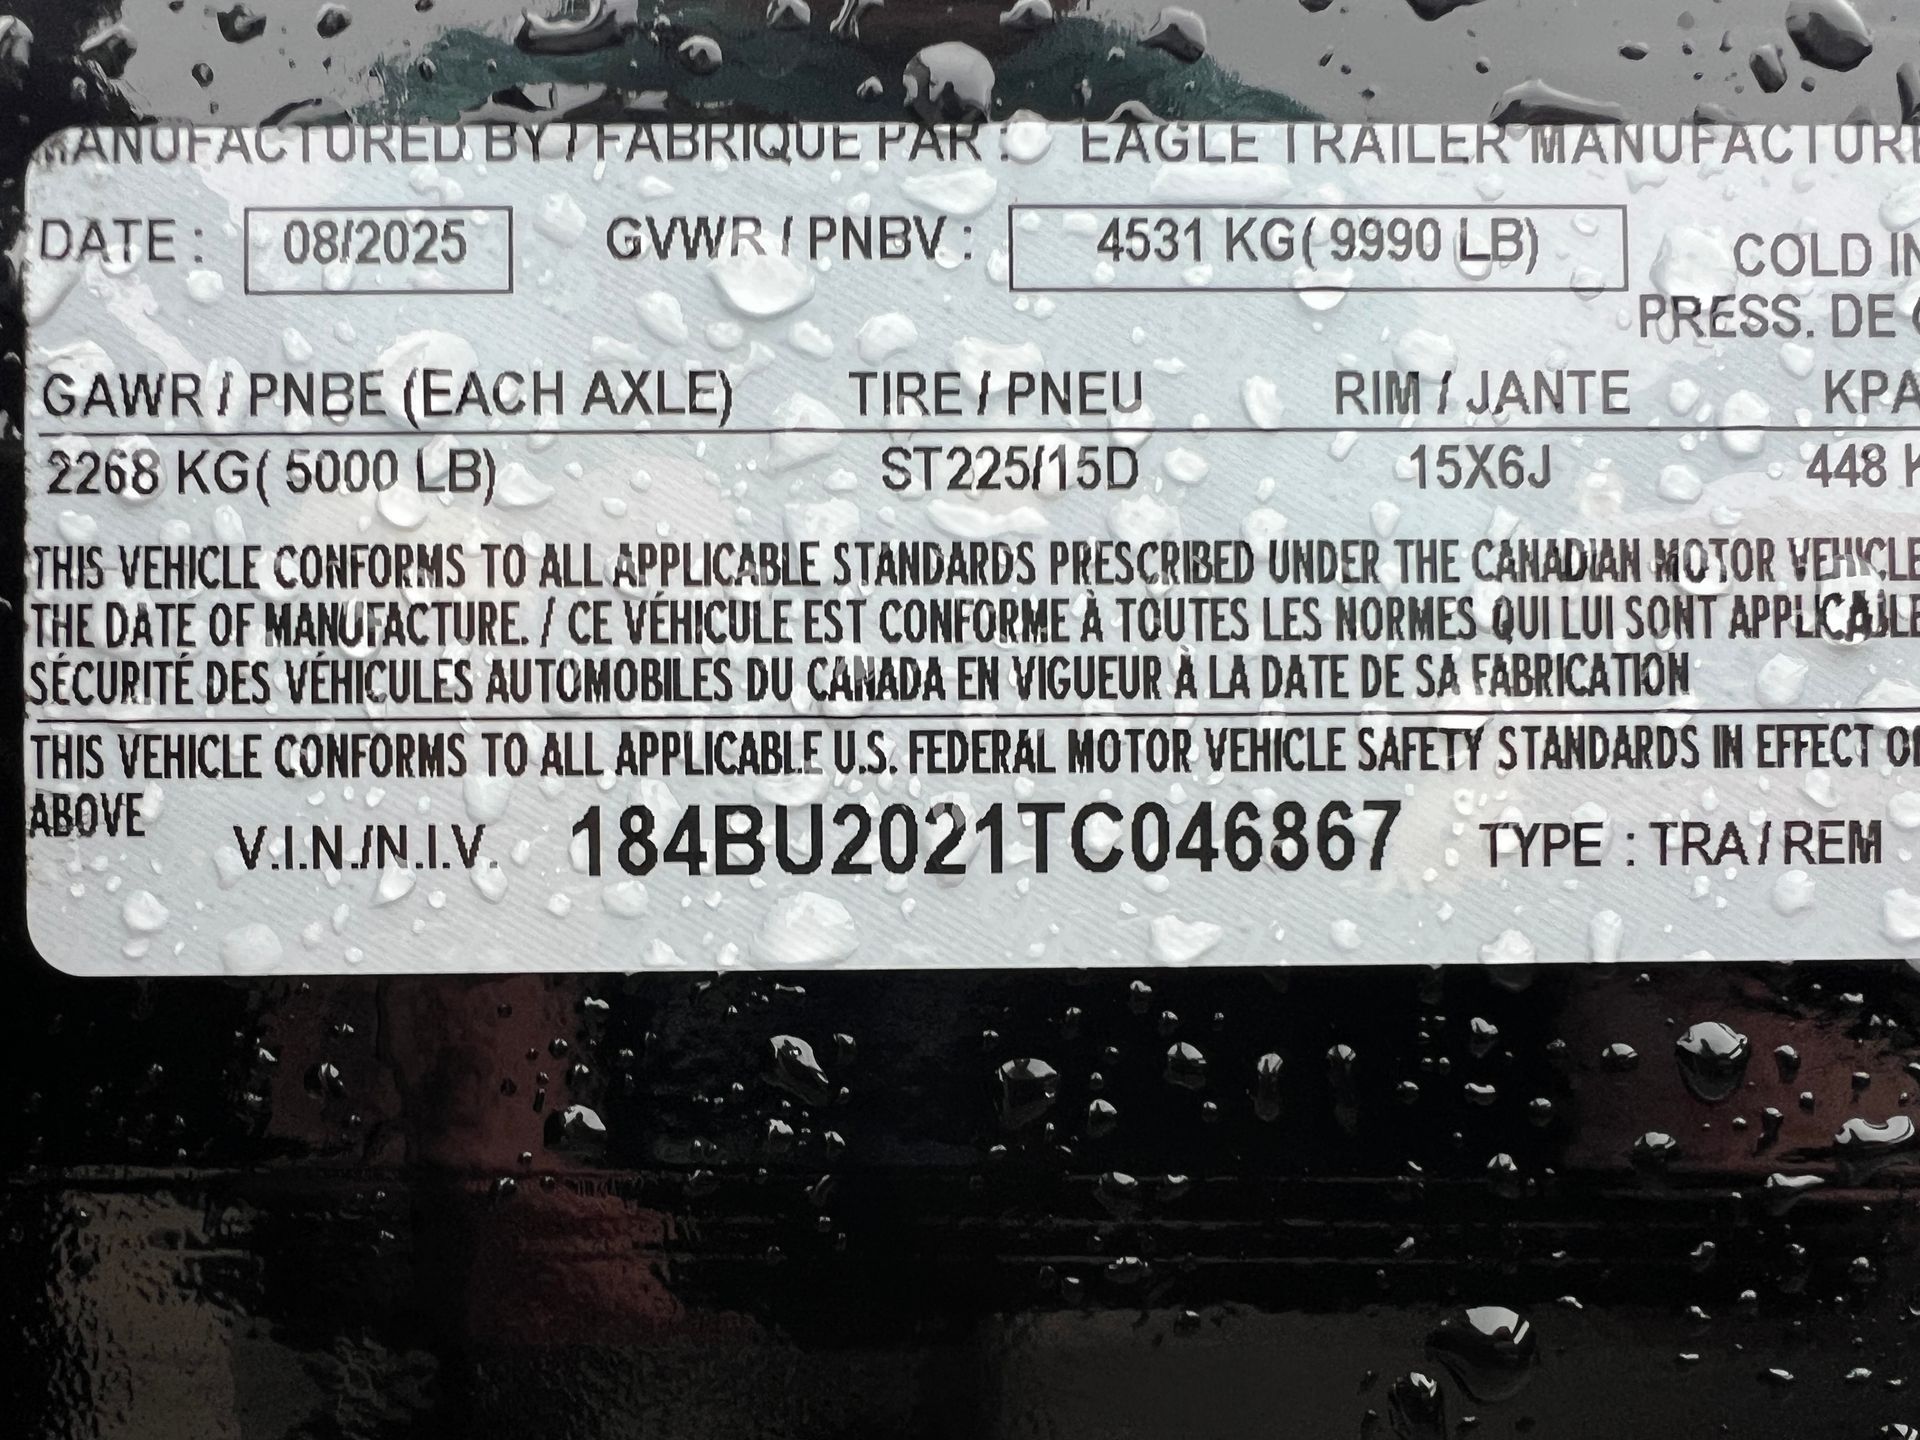 MANUFACTURED BY / FABRIQUE PAR : EAGLE TRAILER MANUFACTUR
DATE : 08/2025 GVWR / PNBV : 4531 KG( 9990 LB) COLD IN
PRESS. DE
GAWR / PNBE (EACH AXLE) TIRE / PNEU RIM / JANTE KPA
2268 KG( 5000 LB) ST225/15D 15X6J 448 K
THIS VEHICLE CONFORMS TO ALL APPLICABLE STANDARDS PRESCRIBED UNDER THE CANADIAN MOTOR VEHICLE
THE DATE OF MANUFACTURE. / CE VÉHICULE EST CONFORME À TOUTES LES NORMES QUI LUI SONT APPLICABLE
SÉCURITÉ DES VÉHICULES AUTOMOBILES DU CANADA EN VIGUEUR À LA DATE DE SA FABRICATION
THIS VEHICLE CONFORMS TO ALL APPLICABLE U.S. FEDERAL MOTOR VEHICLE SAFETY STANDARDS IN EFFECT O
ABOVE
V.I.N./N.I.V. 184BU2021TC046867 TYPE : TRA / REM